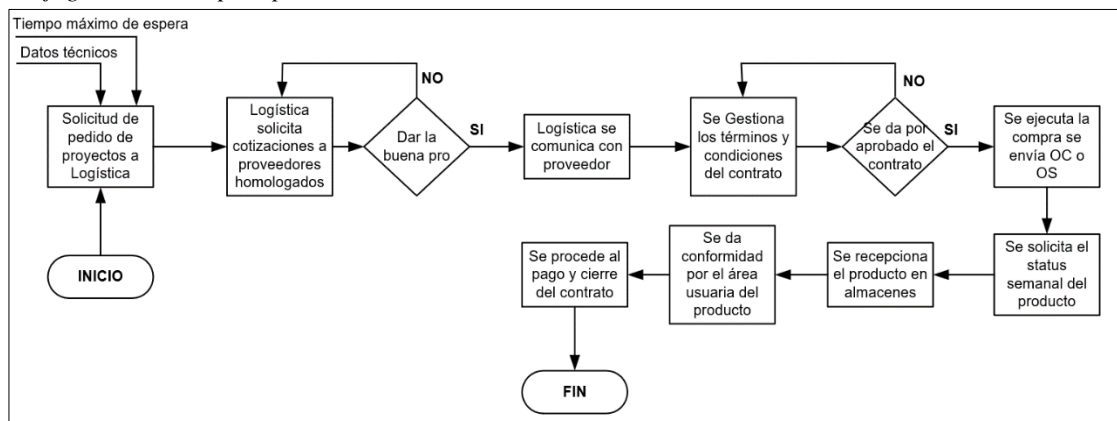 Tiempo máximo de espera
Datos técnicos
Solicitud de
pedido de
proyectos a
Logística
INICIO
Logística
solicita
cotizaciones a
proveedores
homologados
NO
Dar la
buena pro
SI
Logística se
comunica con
proveedor
Se Gestiona
los términos y
condiciones
del contrato
NO
Se da por
aprobado el
contrato
SI
Se ejecuta la
compra se
envía OC o
OS
Se solicita el
status
semanal del
producto
Se recepciona
el producto en
almacenes
Se da
conformidad
por el área
usuaria del
producto
Se procede al
pago y cierre
del contrato
FIN